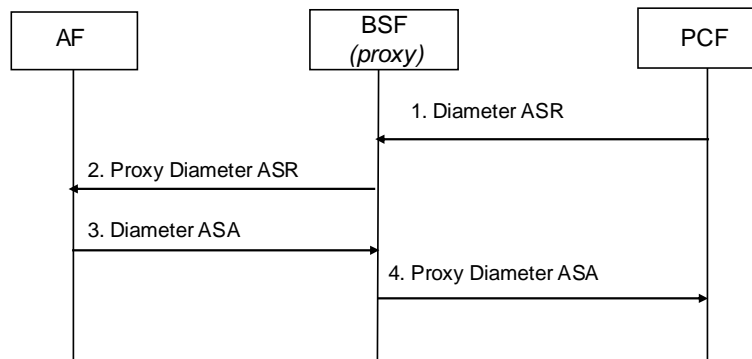 AF
BSF
(proxy)
PCF
1. Diameter ASR
2. Proxy Diameter ASR
3. Diameter ASA
4. Proxy Diameter ASA